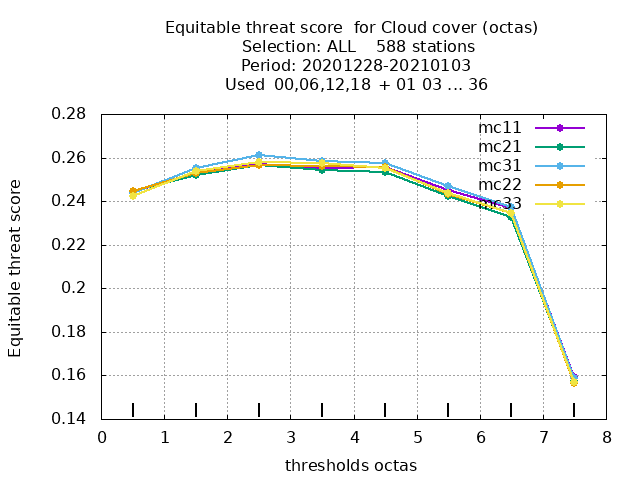 Equitable threat score for Cloud cover (octas)
Selection: ALL 588 stations
Period: 20201228-20210103
Used 00,06,12,18 + 01 03 ... 36
mc11
mc21
mc31
mc22
mc33
0.28
0.26
0.24
0.22
0.2
0.18
0.16
0.14
Equitable threat score
0 1 2 3 4 5 6 7 8
thresholds octas